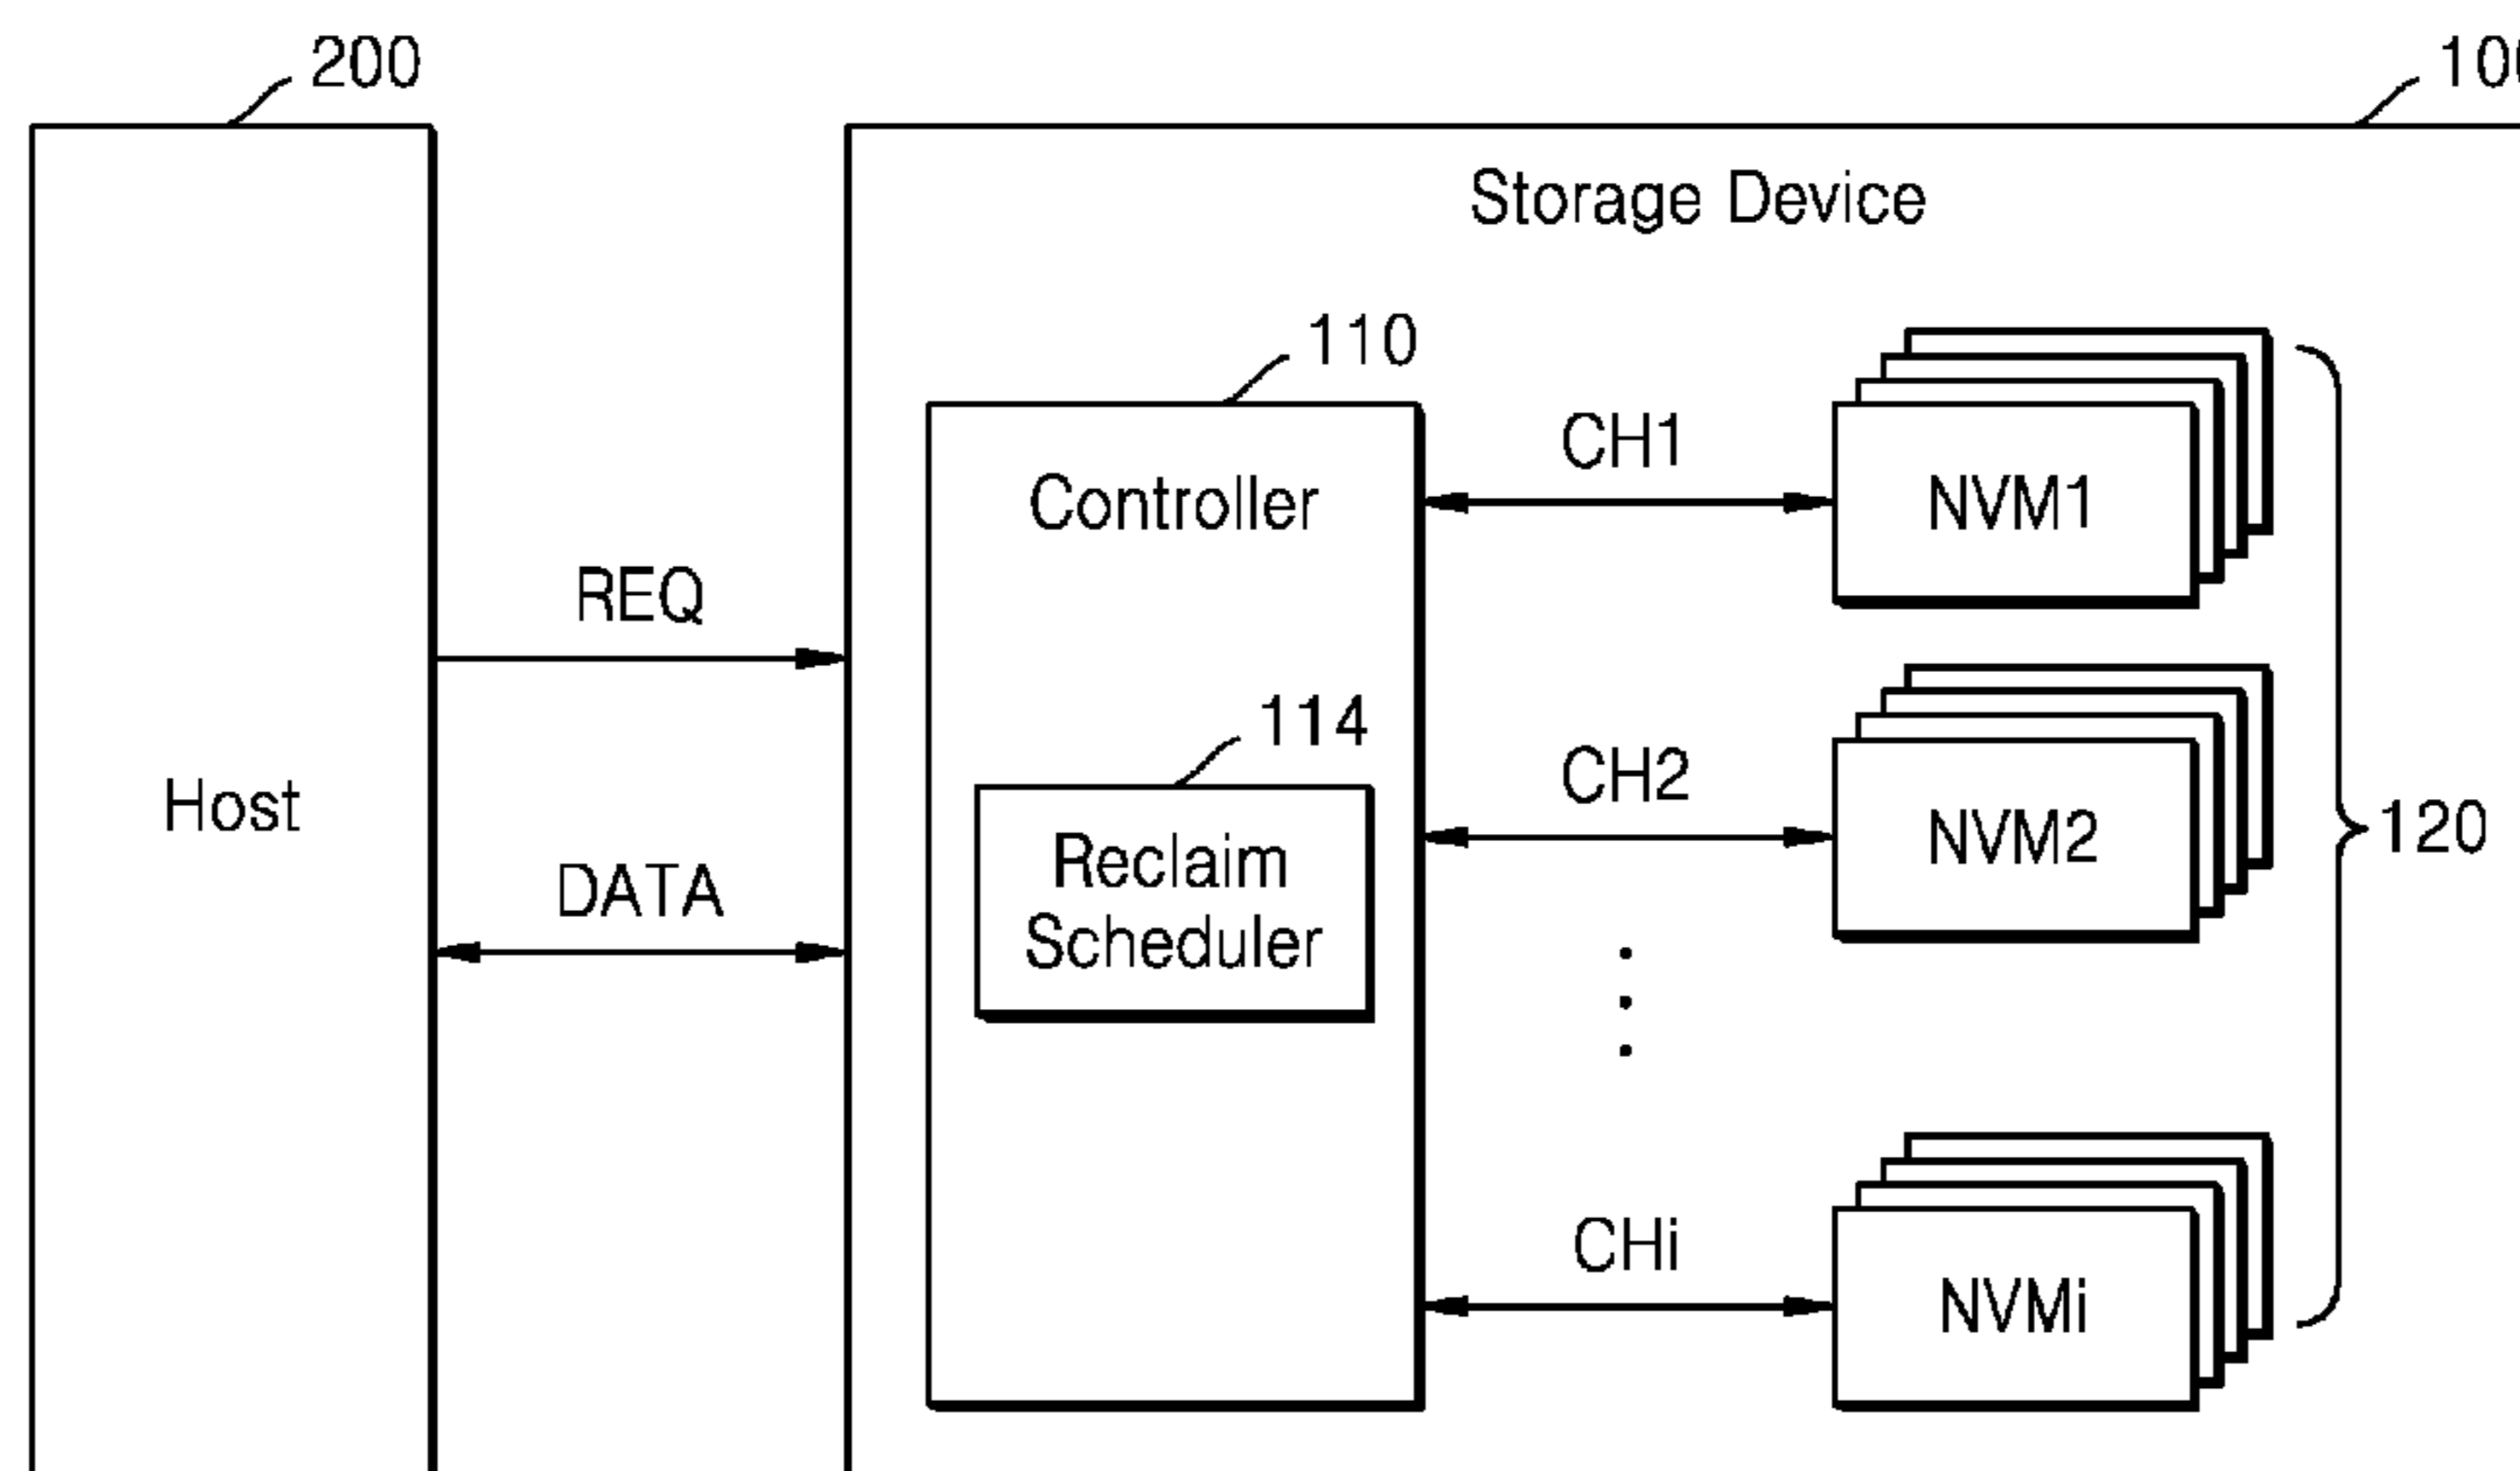 200
100
Storage Device
110
Controller
CH1
NVM1
REQ
114
Host
Reclaim
Scheduler
CH2
NVM2
120
DATA
CHi
NVMi